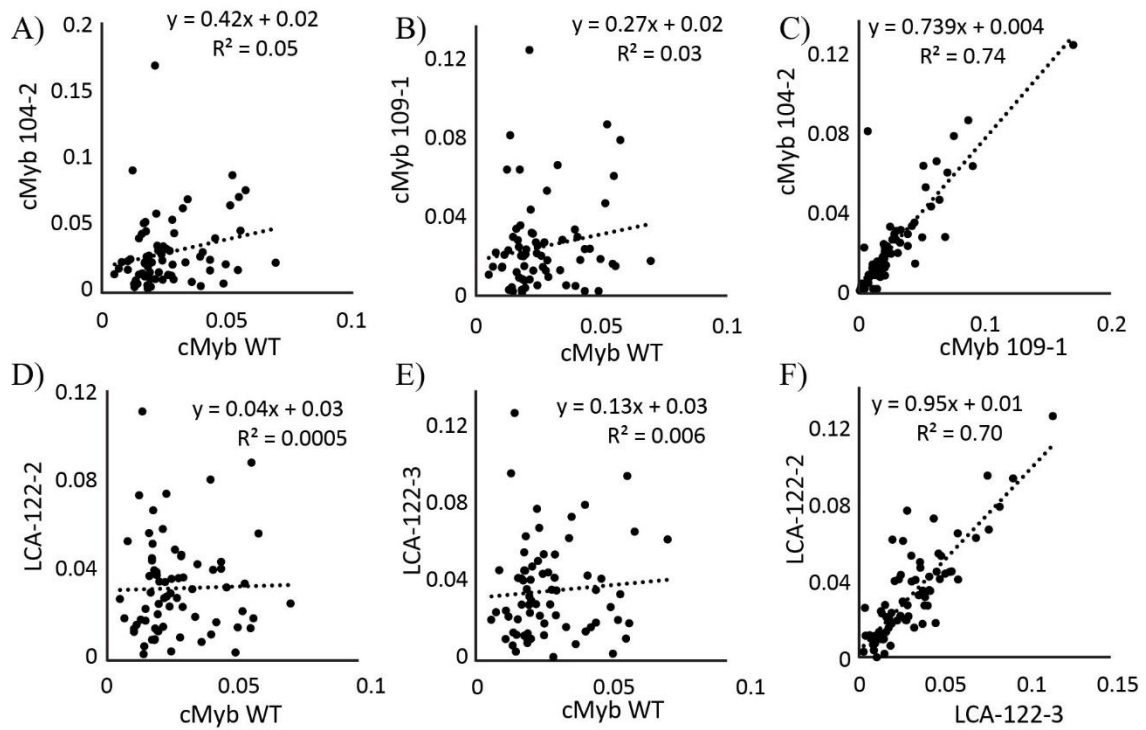 A)
y = 0.42x + 0.02
R² = 0.05
0.2
0.15
0.1
0.05
0
cMyb 104-2
0
0.05
0.1
cMyb WT
B)
y = 0.27x + 0.02
R² = 0.03
0.12
0.08
0.04
0
cMyb 109-1
0
0.05
0.1
cMyb WT
C)
y = 0.739x + 0.004
R² = 0.74
0.12
0.08
0.04
0
cMyb 104-2
0
0.1
0.2
cMyb 109-1
D)
y = 0.04x + 0.03
R² = 0.0005
0.12
0.08
0.04
0
LCA-122-2
0
0.05
0.1
cMyb WT
E)
y = 0.13x + 0.03
R² = 0.006
0.12
0.08
0.04
0
LCA-122-3
0
0.05
0.1
cMyb WT
F)
y = 0.95x + 0.01
R² = 0.70
0.12
0.08
0.04
0
LCA-122-2
0
0.05
0.1
0.15
LCA-122-3